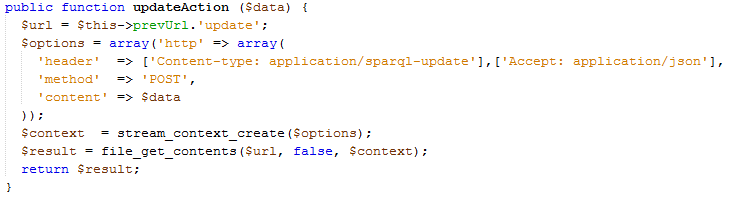 public function updateAction ($data) {
  $url = $this->prevUrl.'update';
  $options = array('http' => array(
    'header'  => ['Content-type: application/sparql-update'],['Accept: application/json'],
    'method'  => 'POST',
    'content' => $data
  ));
  $context  = stream_context_create($options);
  $result = file_get_contents($url, false, $context);
  return $result;
}